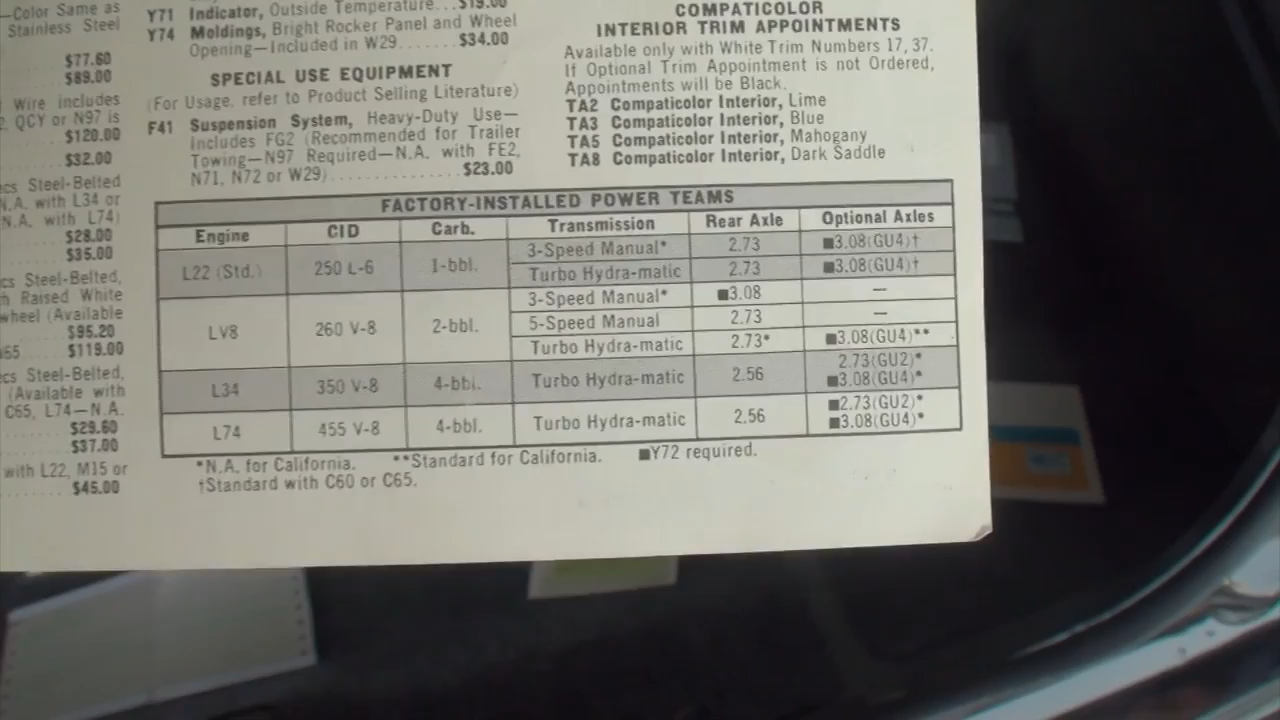 —Color Same as
Stainless Steel
$77.60
$89.00
Wire includes
QCY or N97 is
$120.00
$32.00
Steel-Belted
N.A. with L34 or
N.A. with L74)
$28.00
$35.00
Steel-Belted,
Raised White
wheel (Available
$95.20
$119.00
Steel-Belted,
(Available with
C65, L74—N.A.
$29.60
$37.00
with L22, M15 or
$45.00
Y71 Indicator, Outside Temperature... $19.00
Y74 Moldings, Bright Rocker Panel and Wheel
Opening—Included in W29........ $34.00
SPECIAL USE EQUIPMENT
(For Usage, refer to Product Selling Literature)
F41 Suspension System, Heavy-Duty Use—
Includes FG2 (Recommended for Trailer
Towing—N97 Required—N.A. with FE2,
N71, N72 or W29)............... $23.00
COMPATICOLOR
INTERIOR TRIM APPOINTMENTS
Available only with White Trim Numbers 17, 37.
If Optional Trim Appointment is not Ordered,
Appointments will be Black.
TA2 Compaticolor Interior, Lime
TA3 Compaticolor Interior, Blue
TA5 Compaticolor Interior, Mahogany
TA8 Compaticolor Interior, Dark Saddle
FACTORY-INSTALLED POWER TEAMS
Engine CID Carb. Transmission Rear Axle Optional Axles
L22 (Std.) 250 L-6 1-bbl. 3-Speed Manual* 2.73 ■3.08(GU4)†
Turbo Hydra-matic 2.73 ■3.08(GU4)†
LV8 260 V-8 2-bbl. 3-Speed Manual* ■3.08 —
5-Speed Manual 2.73 —
Turbo Hydra-matic 2.73* ■3.08(GU4)**
L34 350 V-8 4-bbl. Turbo Hydra-matic 2.56 2.73(GU2)*
■3.08(GU4)*
L74 455 V-8 4-bbl. Turbo Hydra-matic 2.56 ■2.73(GU2)*
■3.08(GU4)*
*N.A. for California. **Standard for California. ■Y72 required.
†Standard with C60 or C65.